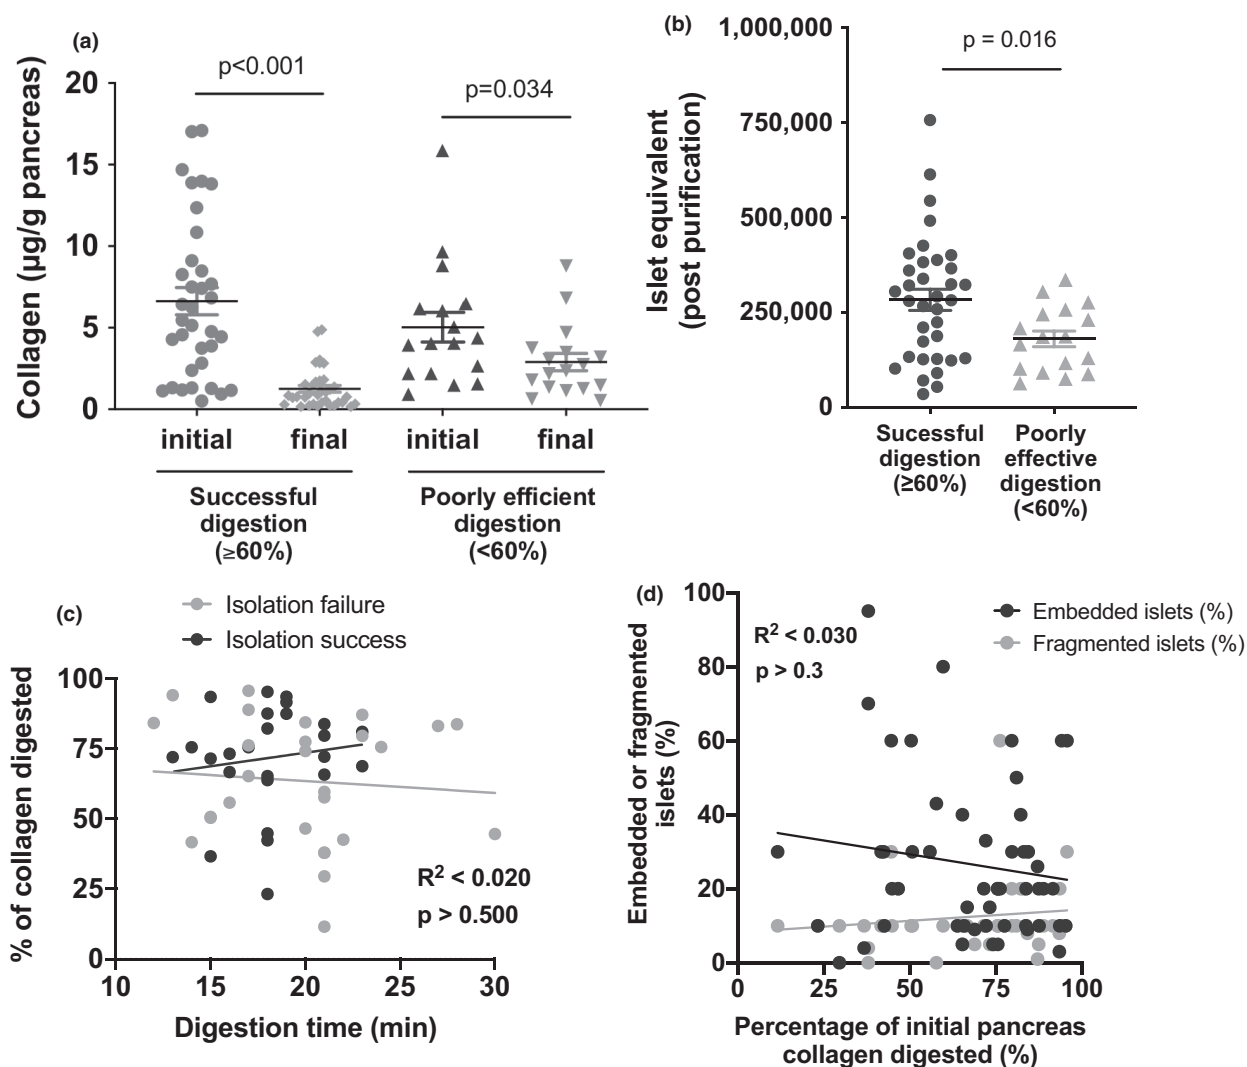 (a)
p<0.001
p=0.034
Collagen (µg/g pancreas)
20
15
10
5
0
initial
final
initial
final
Successful
digestion
(≥60%)
Poorly efficient
digestion
(<60%)
(b)
p = 0.016
Islet equivalent
(post purification)
1,000,000
750,000
500,000
250,000
0
Sucessful
digestion
(≥60%)
Poorly
effective
digestion
(<60%)
(c)
Isolation failure
Isolation success
% of collagen digested
100
75
50
25
0
R² < 0.020
p > 0.500
10
15
20
25
30
Digestion time (min)
(d)
Embedded or fragmented
islets (%)
100
80
60
40
20
0
R² < 0.030
p > 0.3
Embedded islets (%)
Fragmented islets (%)
0
25
50
75
100
Percentage of initial pancreas
collagen digested (%)